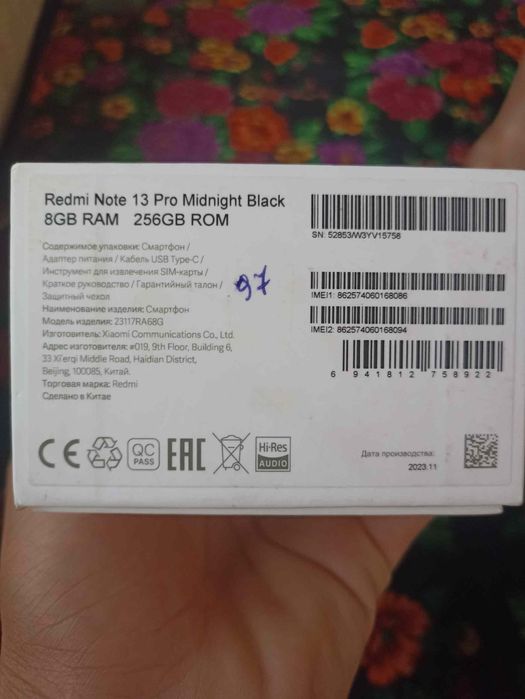 Redmi Note 13 Pro Midnight Black
8GB RAM 256GB ROM
Содержимое упаковки: Смартфон /
Адаптер питания / Кабель USB Type-C /
Инструмент для извлечения SIM-карты /
Краткое руководство / Гарантийный талон /
Защитный чехол
Наименование изделия: Смартфон
Модель изделия: 23117RA68G
Изготовитель: Xiaomi Communications Co., Ltd.
Адрес изготовителя: #019, 9th Floor, Building 6,
33 Xi'erqi Middle Road, Haidian District,
Beijing, 100085, Китай.
Торговая марка: Redmi
Сделано в Китае
97
SN: 52853/W3YV15758
IMEI1: 862574060168086
IMEI2: 862574060168094
6 941812 758922
CE
QC
PASS
EAC
Hi-Res
AUDIO
Дата производства:
2023.11